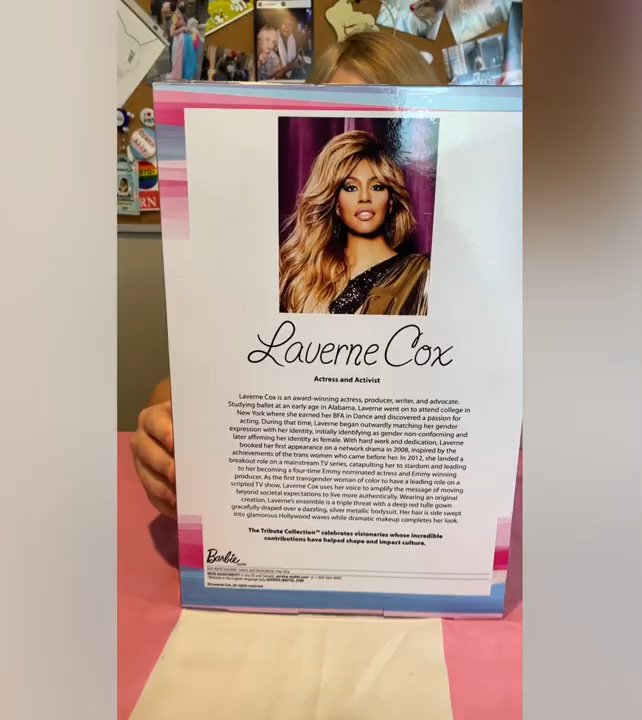 Laverne Cox
Actress and Activist
Laverne Cox is an award-winning actress, producer, writer, and advocate.
Studying ballet at an early age in Alabama, Laverne went on to attend college in
New York where she earned her BFA in Dance and discovered a passion for
acting. During that time, Laverne began outwardly matching her gender
expression with her identity, initially identifying as gender non-conforming and
later affirming her identity as female. With hard work and dedication, Laverne
booked her first appearance on a network drama in 2008, inspired by the
achievements of the trans women who came before her. In 2012, she landed a
breakout role on a mainstream TV series, catapulting her to stardom and leading
to her becoming a four-time Emmy nominated actress and Emmy winning
producer. As the first transgender woman of color to have a leading role on a
scripted TV show, Laverne Cox uses her voice to amplify the message of moving
beyond societal expectations to live more authentically. Wearing an original
creation, Laverne's ensemble is a triple threat with a deep red tulle gown
gracefully draped over a dazzling, silver metallic bodysuit. Her hair is side swept
into glamorous Hollywood waves while dramatic makeup completes her look.
The Tribute Collection™ celebrates visionaries whose incredible
contributions have helped shape and impact culture.
Barbie